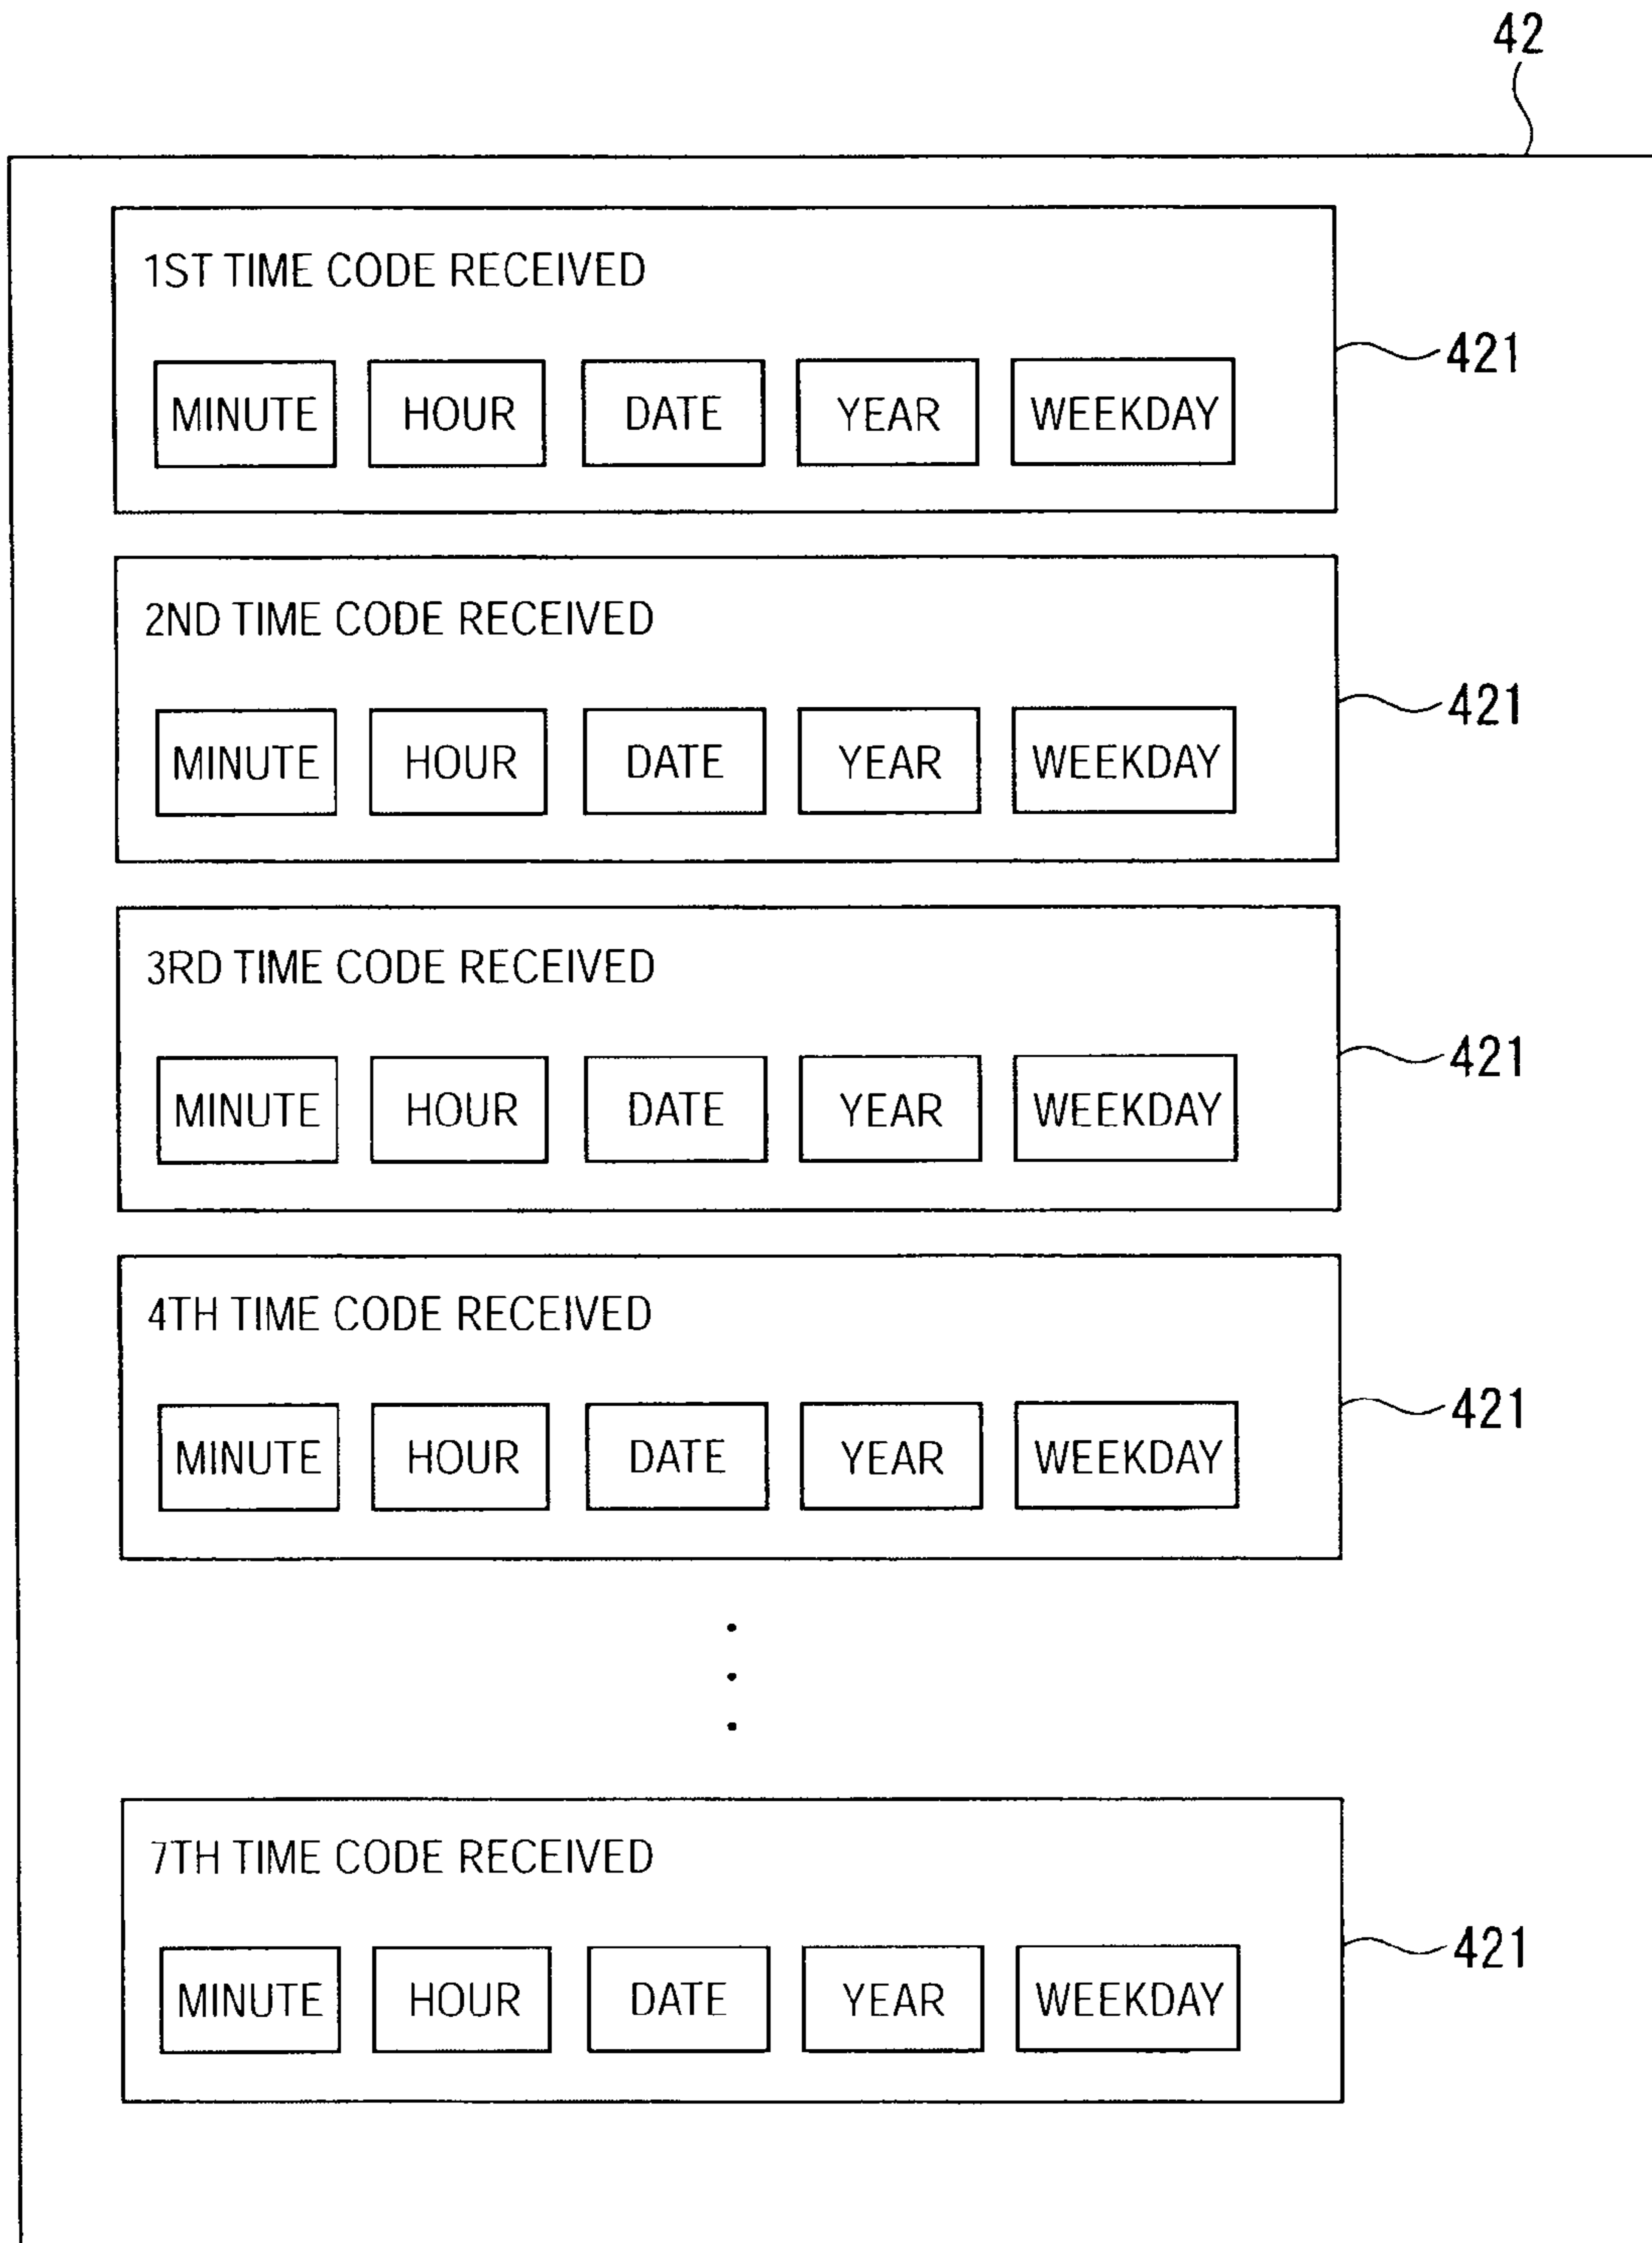 42
1ST TIME CODE RECEIVED
421
MINUTE HOUR DATE YEAR WEEKDAY
2ND TIME CODE RECEIVED
421
MINUTE HOUR DATE YEAR WEEKDAY
3RD TIME CODE RECEIVED
421
MINUTE HOUR DATE YEAR WEEKDAY
4TH TIME CODE RECEIVED
421
MINUTE HOUR DATE YEAR WEEKDAY
7TH TIME CODE RECEIVED
421
MINUTE HOUR DATE YEAR WEEKDAY